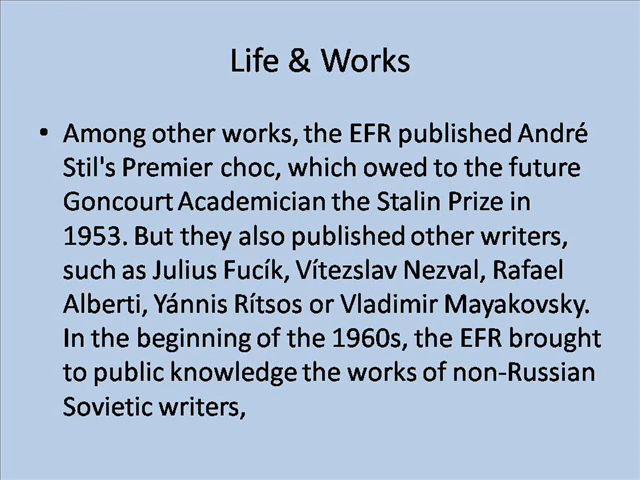 Life & Works
• Among other works, the EFR published André
Stil's Premier choc, which owed to the future
Goncourt Academician the Stalin Prize in
1953. But they also published other writers,
such as Julius Fucík, Vítezslav Nezval, Rafael
Alberti, Yánnis Rítsos or Vladimir Mayakovsky.
In the beginning of the 1960s, the EFR brought
to public knowledge the works of non-Russian
Sovietic writers,